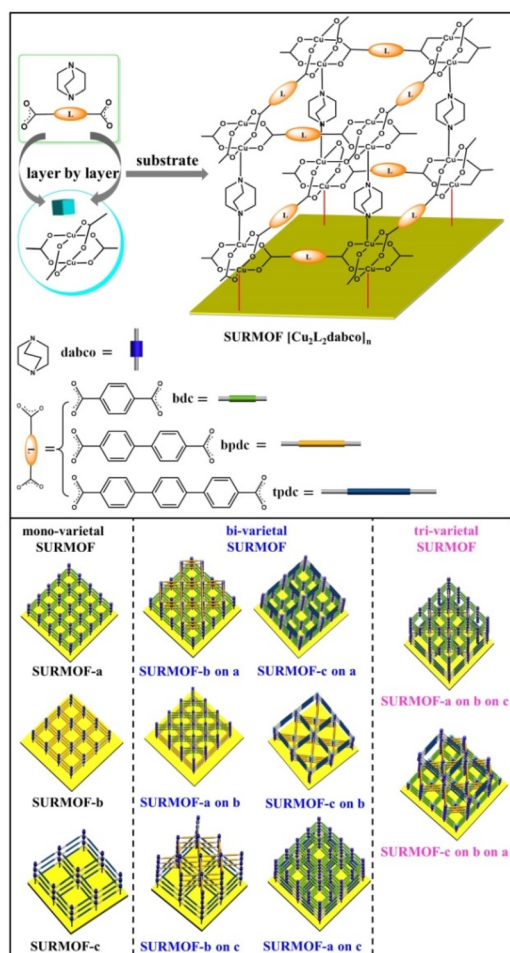 layer by layer
substrate
SURMOF [Cu₂L₂dabco]ₙ
dabco =
bdc =
bpdc =
tpdc =
L =
mono-varietal
SURMOF
bi-varietal
SURMOF
tri-varietal
SURMOF
SURMOF-a
SURMOF-b on a
SURMOF-c on a
SURMOF-a on b on c
SURMOF-b
SURMOF-a on b
SURMOF-c on b
SURMOF-c on b on a
SURMOF-c
SURMOF-b on c
SURMOF-a on c